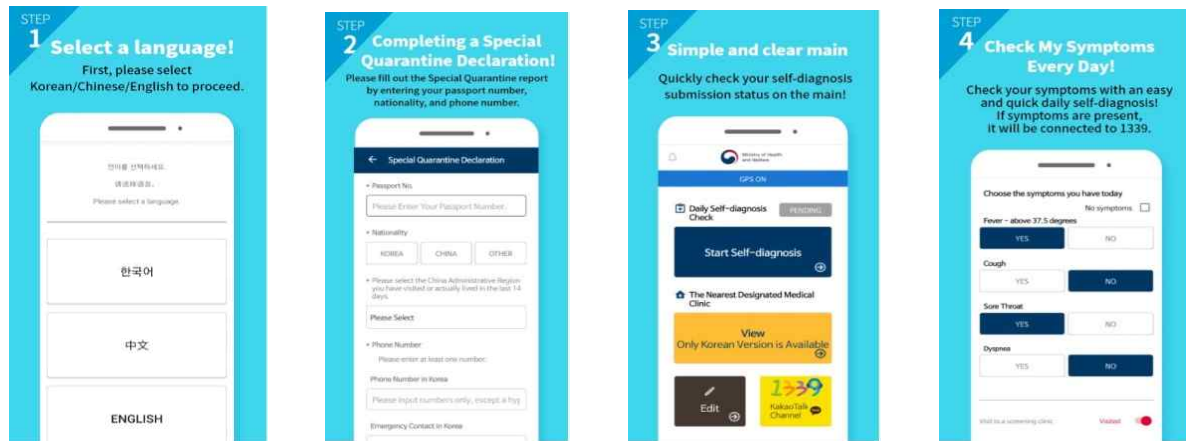 STEP
1 Select a language!
First, please select
Korean/Chinese/English to proceed.
언어를 선택하세요.
请选择语言.
Please select a language.
한국어
中文
ENGLISH
STEP
2 Completing a Special
Quarantine Declaration!
Please fill out the Special Quarantine report
by entering your passport number,
nationality, and phone number.
Special Quarantine Declaration
Passport No.
Please Enter Your Passport Number.
Nationality
KOREA CHINA OTHER
Please select the China Administrative Region
you have visited or actually lived in the last 14
days.
Please Select
Phone Number
Please enter at least one number.
Phone Number in Korea
Please input numbers only, except a hyp
Emergency Contact in Korea
STEP
3 Simple and clear main
Quickly check your self-diagnosis
submission status on the main!
Ministry of Health
and Welfare
GPS ON
Daily Self-diagnosis
Check
PENDING
Start Self-diagnosis
The Nearest Designated Medical
Clinic
View
Only Korean Version is Available
Edit
1339
KakaoTalk
Channel
STEP
4 Check My Symptoms
Every Day!
Check your symptoms with an easy
and quick daily self-diagnosis!
If symptoms are present,
it will be connected to 1339.
Choose the symptoms you have today
No symptoms
Fever - above 37.5 degrees
YES NO
Cough
YES NO
Sore Throat
YES NO
Dyspnea
YES NO
Visit to a screening clinic Visited